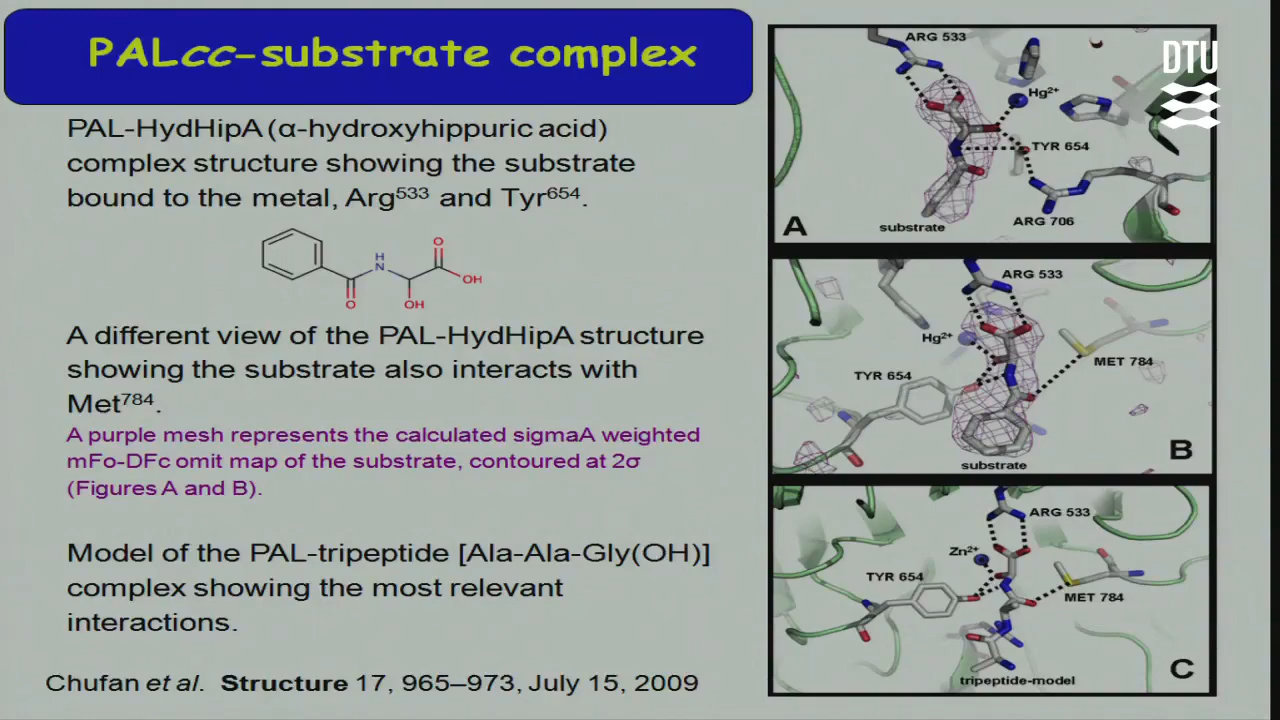 PALcc-substrate complex
PAL-HydHipA (α-hydroxyhippuric acid)
complex structure showing the substrate
bound to the metal, Arg⁵³³ and Tyr⁶⁵⁴.
H
N
O
OH
O
OH
A different view of the PAL-HydHipA structure
showing the substrate also interacts with
Met⁷⁸⁴.
A purple mesh represents the calculated sigmaA weighted
mFo-DFc omit map of the substrate, contoured at 2σ
(Figures A and B).
Model of the PAL-tripeptide [Ala-Ala-Gly(OH)]
complex showing the most relevant
interactions.
Chufan et al. Structure 17, 965–973, July 15, 2009
ARG 533
Hg²⁺
TYR 654
ARG 706
substrate
A
ARG 533
Hg²⁺
MET 784
TYR 654
substrate
B
ARG 533
Zn²⁺
TYR 654
MET 784
tripeptide-model
C
DTU